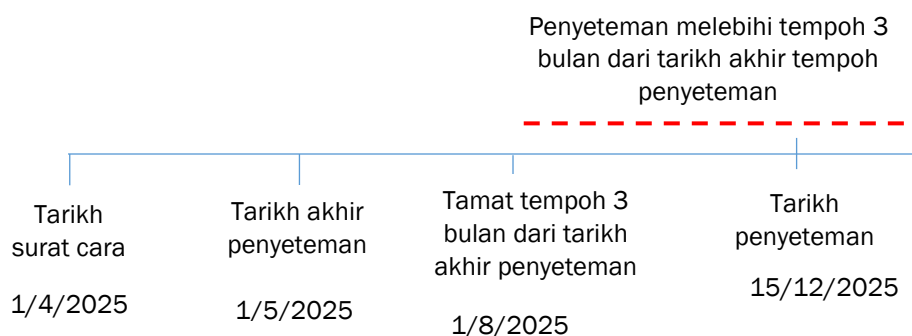 Penyeteman melebihi tempoh 3
bulan dari tarikh akhir tempoh
penyeteman
Tarikh
surat cara
1/4/2025
Tarikh akhir
penyeteman
1/5/2025
Tamat tempoh 3
bulan dari tarikh
akhir penyeteman
1/8/2025
Tarikh
penyeteman
15/12/2025